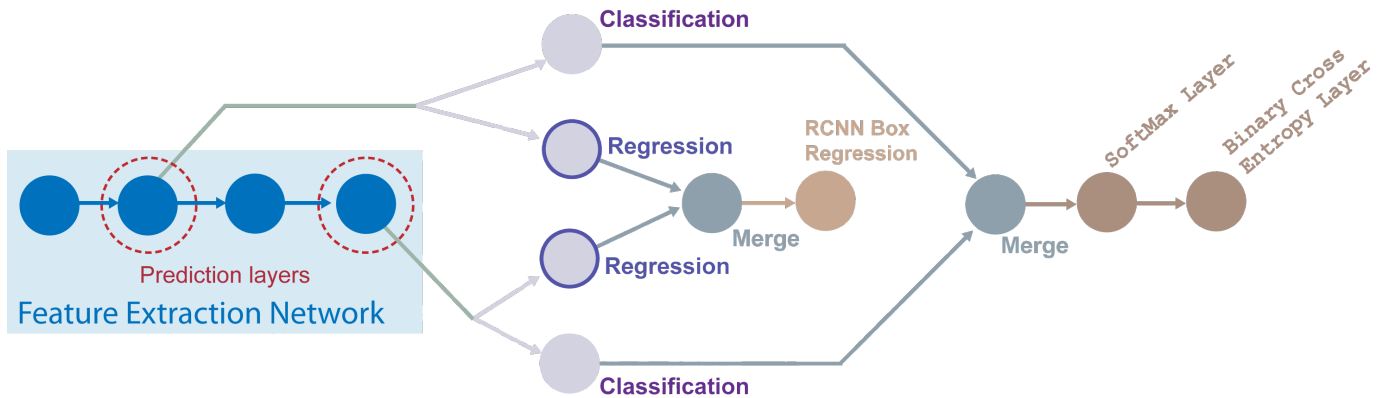 Classification
Regression
RCNN Box
Regression
SoftMax Layer
Binary Cross
Entropy Layer
Merge
Merge
Regression
Prediction layers
Feature Extraction Network
Classification